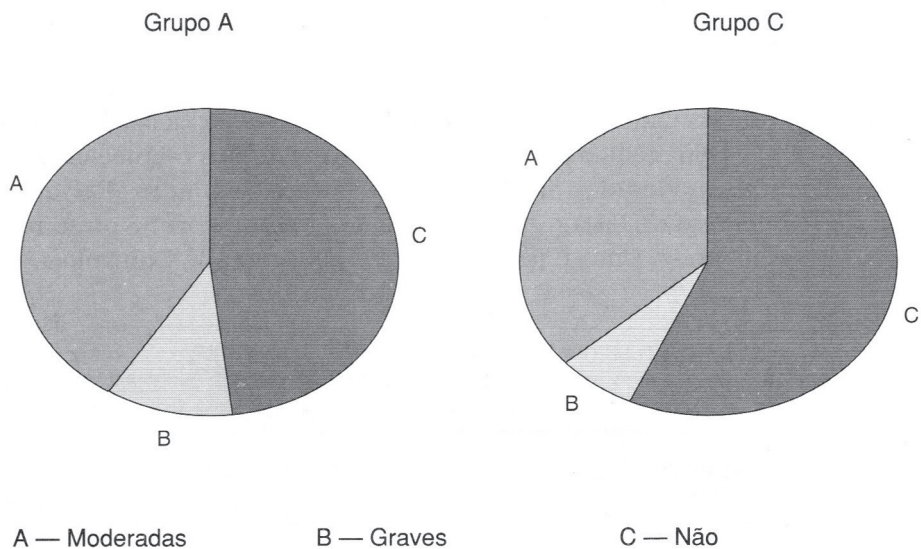 Grupo A
Grupo C
A
C
B
A
C
B
A — Moderadas
B — Graves
C — Não